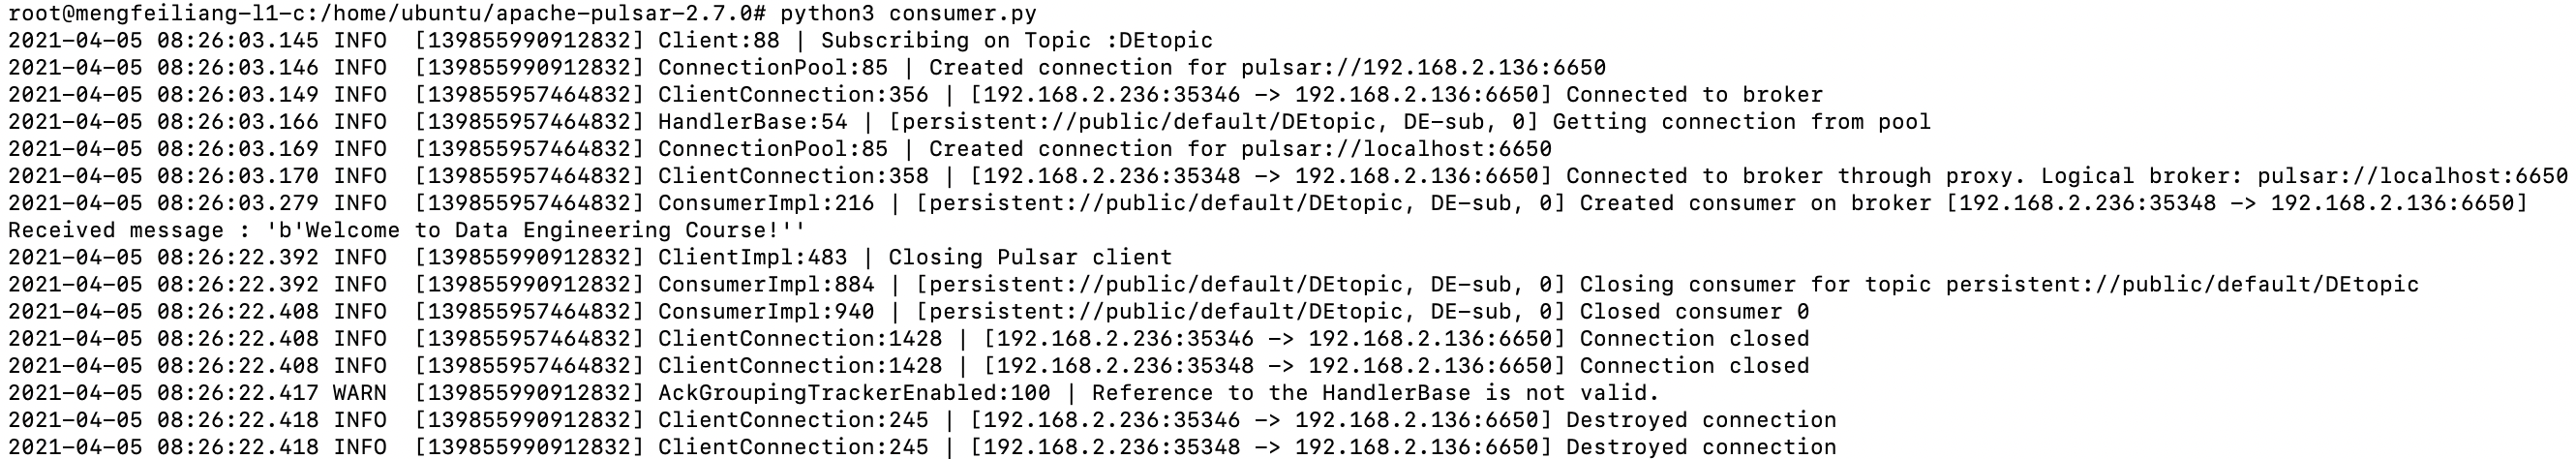 root@mengfeiliang-l1-c:/home/ubuntu/apache-pulsar-2.7.0# python3 consumer.py
2021-04-05 08:26:03.145 INFO  [139855990912832] Client:88 | Subscribing on Topic :DEtopic
2021-04-05 08:26:03.146 INFO  [139855990912832] ConnectionPool:85 | Created connection for pulsar://192.168.2.136:6650
2021-04-05 08:26:03.149 INFO  [139855957464832] ClientConnection:356 | [192.168.2.236:35346 -> 192.168.2.136:6650] Connected to broker
2021-04-05 08:26:03.166 INFO  [139855957464832] HandlerBase:54 | [persistent://public/default/DEtopic, DE-sub, 0] Getting connection from pool
2021-04-05 08:26:03.169 INFO  [139855957464832] ConnectionPool:85 | Created connection for pulsar://localhost:6650
2021-04-05 08:26:03.170 INFO  [139855957464832] ClientConnection:358 | [192.168.2.236:35348 -> 192.168.2.136:6650] Connected to broker through proxy. Logical broker: pulsar://localhost:6650
2021-04-05 08:26:03.279 INFO  [139855957464832] ConsumerImpl:216 | [persistent://public/default/DEtopic, DE-sub, 0] Created consumer on broker [192.168.2.236:35348 -> 192.168.2.136:6650]
Received message : 'b'Welcome to Data Engineering Course!''
2021-04-05 08:26:22.392 INFO  [139855990912832] ClientImpl:483 | Closing Pulsar client
2021-04-05 08:26:22.392 INFO  [139855990912832] ConsumerImpl:884 | [persistent://public/default/DEtopic, DE-sub, 0] Closing consumer for topic persistent://public/default/DEtopic
2021-04-05 08:26:22.408 INFO  [139855957464832] ConsumerImpl:940 | [persistent://public/default/DEtopic, DE-sub, 0] Closed consumer 0
2021-04-05 08:26:22.408 INFO  [139855957464832] ClientConnection:1428 | [192.168.2.236:35346 -> 192.168.2.136:6650] Connection closed
2021-04-05 08:26:22.408 INFO  [139855957464832] ClientConnection:1428 | [192.168.2.236:35348 -> 192.168.2.136:6650] Connection closed
2021-04-05 08:26:22.417 WARN  [139855990912832] AckGroupingTrackerEnabled:100 | Reference to the HandlerBase is not valid.
2021-04-05 08:26:22.418 INFO  [139855990912832] ClientConnection:245 | [192.168.2.236:35346 -> 192.168.2.136:6650] Destroyed connection
2021-04-05 08:26:22.418 INFO  [139855990912832] ClientConnection:245 | [192.168.2.236:35348 -> 192.168.2.136:6650] Destroyed connection